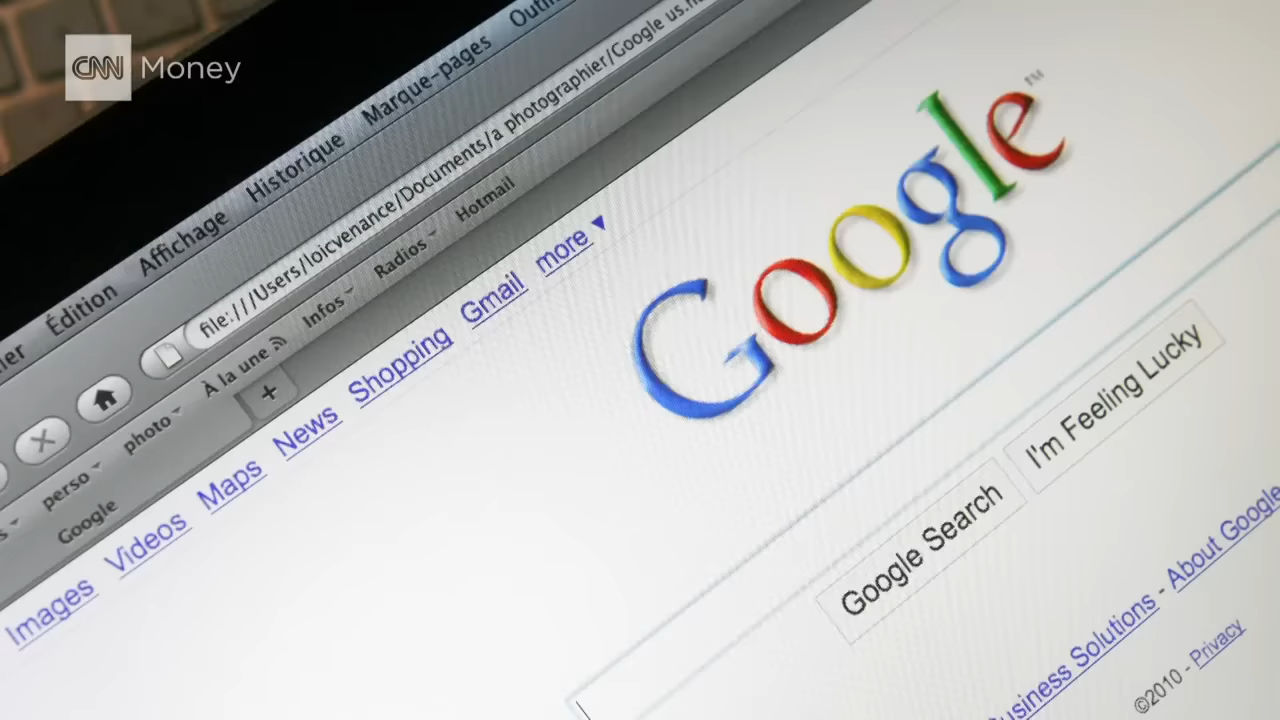 CNN Money
Édition Affichage Historique Marque-pages
file:///Users/loicvenance/Documents/a photographier/Google us.h
perso photo À la une Infos Radios Hotmail
Google
Images Videos Maps News Shopping Gmail more
Google™
Google Search I'm Feeling Lucky
Business Solutions - About Google
©2010 - Privacy